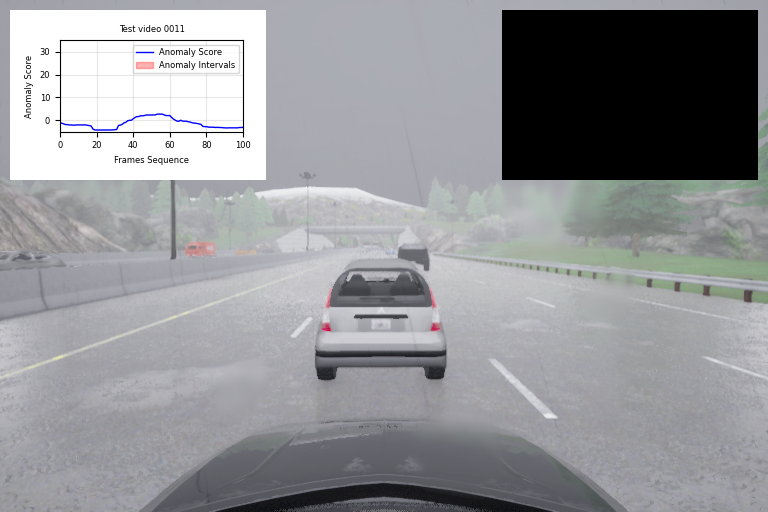 Test video 0011
Anomaly Score
30
20
10
0
Anomaly Score
Anomaly Intervals
0 20 40 60 80 100
Frames Sequence